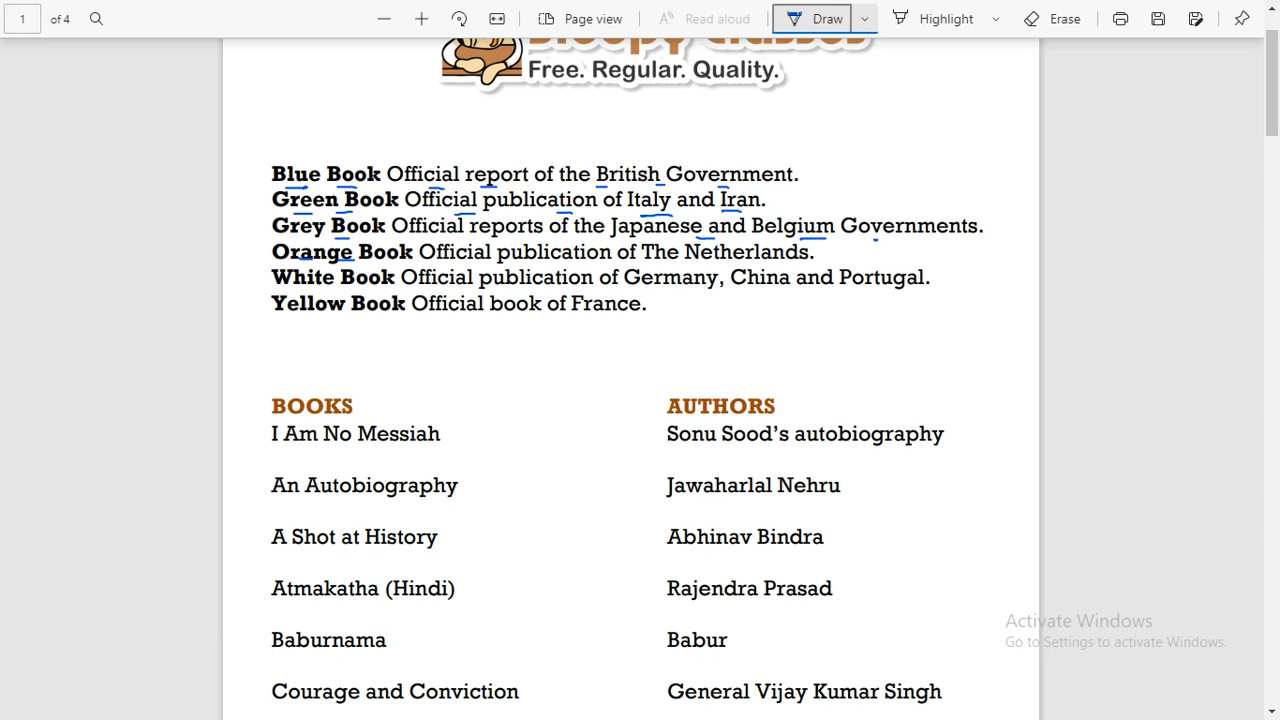 1 of 4 Page view Read aloud Draw Highlight Erase
Sleepy Classes
Free. Regular. Quality.
Blue Book Official report of the British Government.
Green Book Official publication of Italy and Iran.
Grey Book Official reports of the Japanese and Belgium Governments.
Orange Book Official publication of The Netherlands.
White Book Official publication of Germany, China and Portugal.
Yellow Book Official book of France.
BOOKS AUTHORS
I Am No Messiah Sonu Sood’s autobiography
An Autobiography Jawaharlal Nehru
A Shot at History Abhinav Bindra
Atmakatha (Hindi) Rajendra Prasad
Baburnama Babur
Courage and Conviction General Vijay Kumar Singh
Activate Windows
Go to Settings to activate Windows.